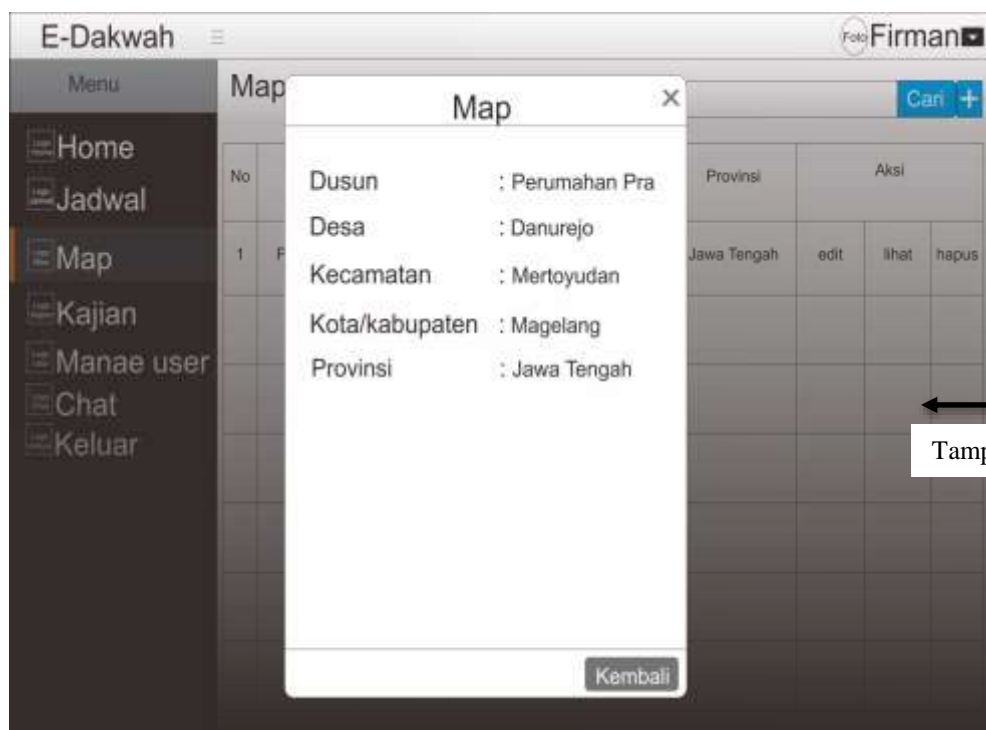 E-Dakwah
Foto Firman
Menu
Home
Jadwal
Map
Kajian
Manae user
Chat
Keluar
Map
Cari +
No
Provinsi
Aksi
1
Jawa Tengah
edit
lihat
hapus
Map ×
Dusun : Perumahan Pra
Desa : Danurejo
Kecamatan : Mertoyudan
Kota/kabupaten : Magelang
Provinsi : Jawa Tengah
Kembali
Tamp